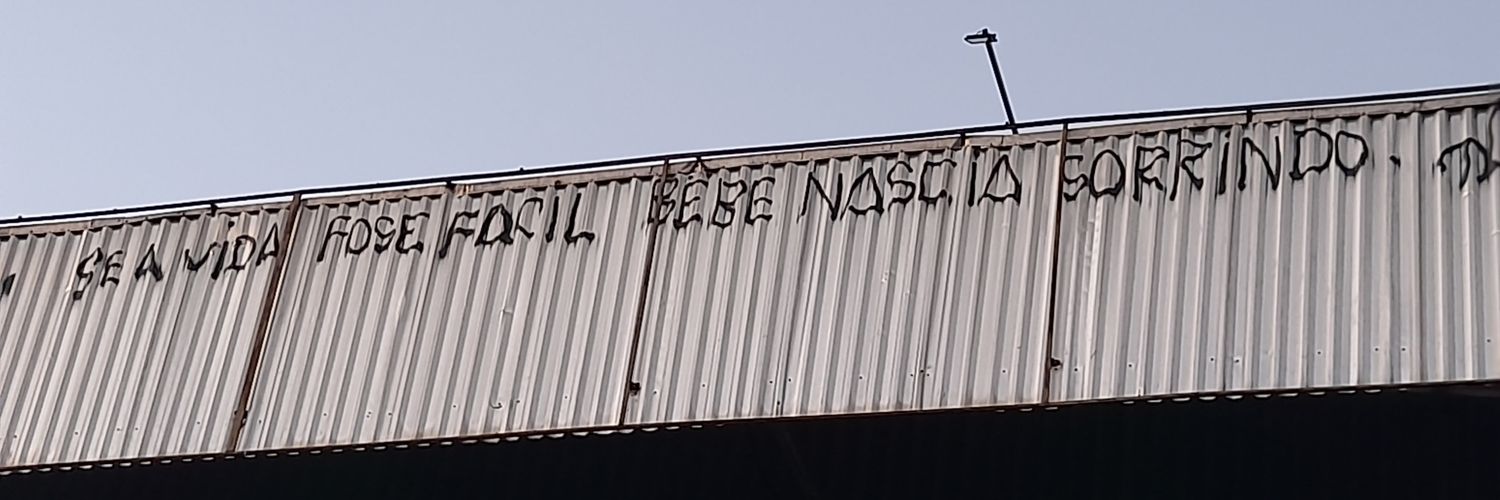 SE A VIDA FOSE FACIL BÊBE NASCIA SORRINDO.